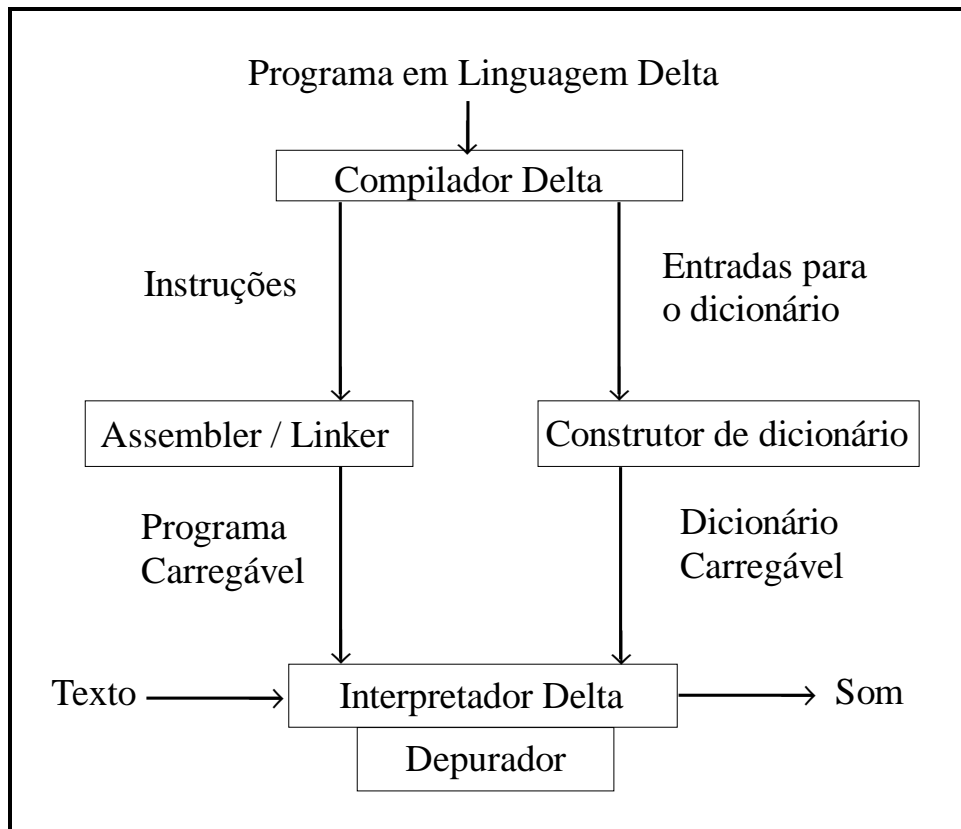 Programa em Linguagem Delta
Compilador Delta
Instruções
Entradas para
o dicionário
Assembler / Linker
Construtor de dicionário
Programa
Carregável
Dicionário
Carregável
Texto
Interpretador Delta
Som
Depurador